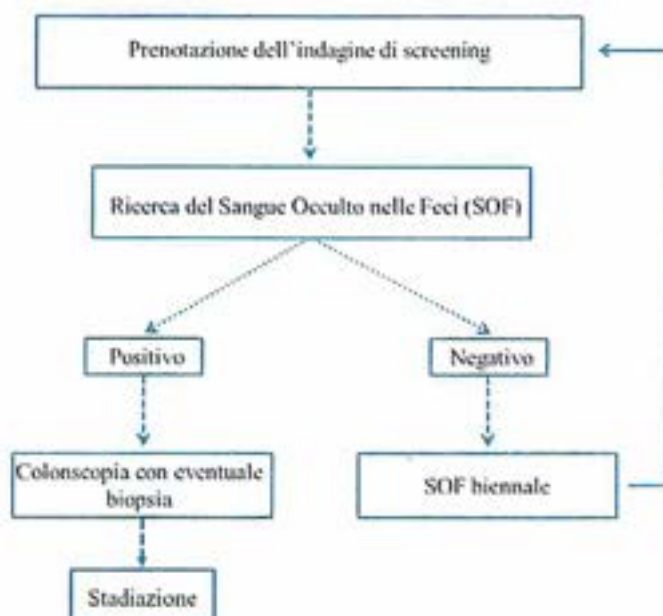 Prenotazione dell'indagine di screening
Ricerca del Sangue Occulto nelle Feci (SOF)
Positivo
Negativo
Colonscopia con eventuale
biopsia
SOF biennale
Stadiazione